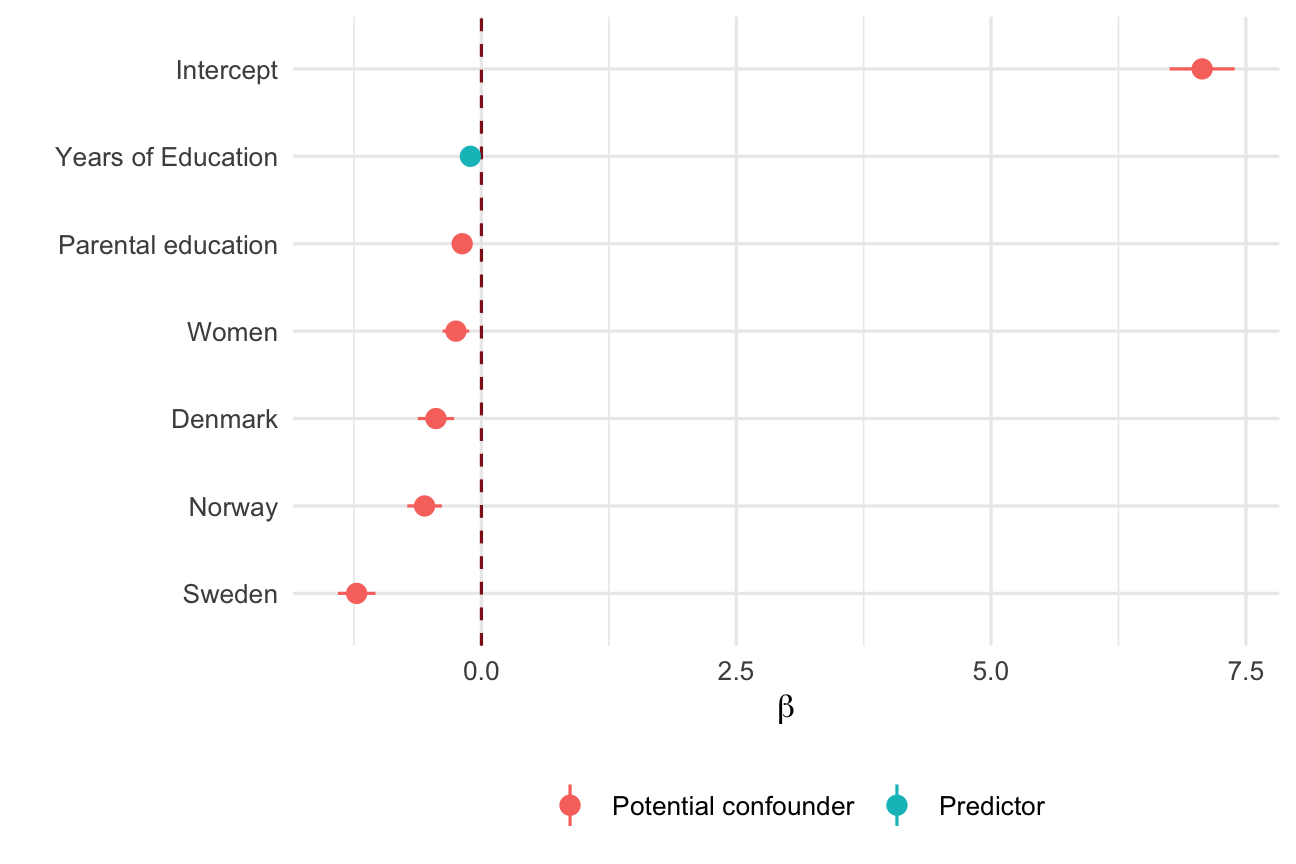 Intercept
Years of Education
Parental education
Women
Denmark
Norway
Sweden
0.0 2.5 5.0 7.5
β
Potential confounder Predictor